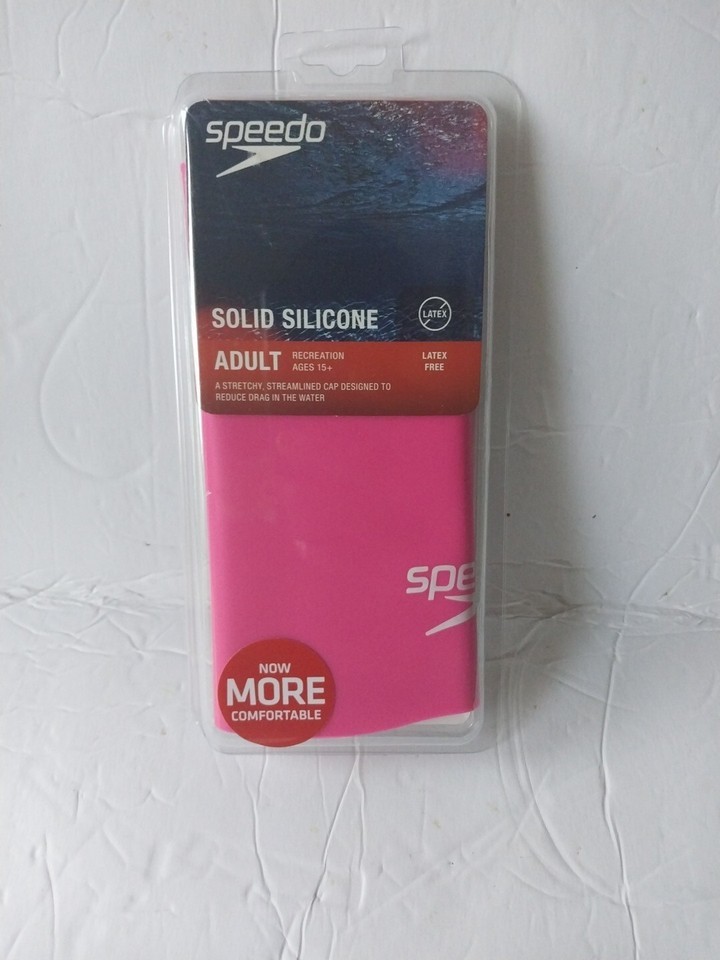 speedo
SOLID SILICONE
LATEX
ADULT
RECREATION
AGES 15+
LATEX
FREE
A STRETCHY, STREAMLINED CAP DESIGNED TO
REDUCE DRAG IN THE WATER
spe
NOW
MORE
COMFORTABLE